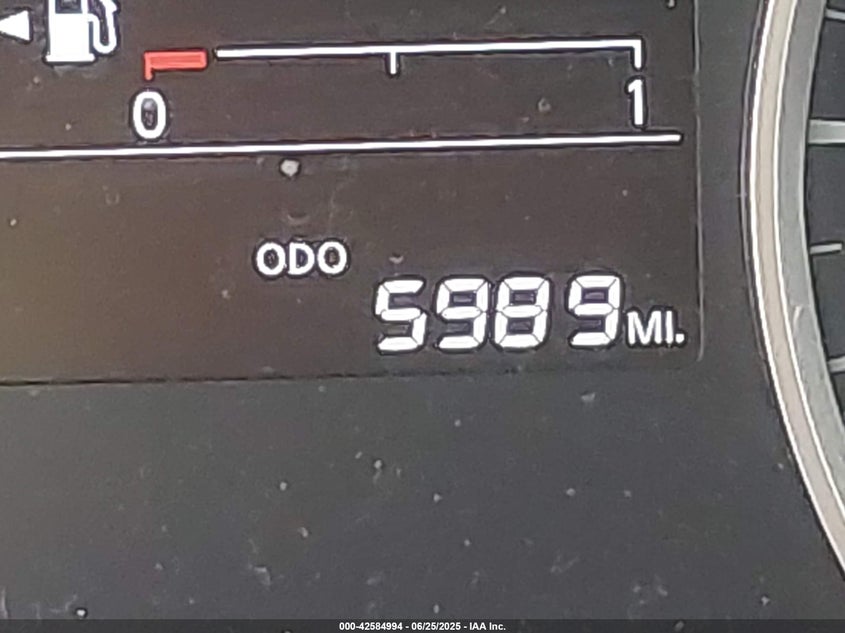 0 1
ODO
5989 MI.
000-42584994 - 06/25/2025 - IAA Inc.